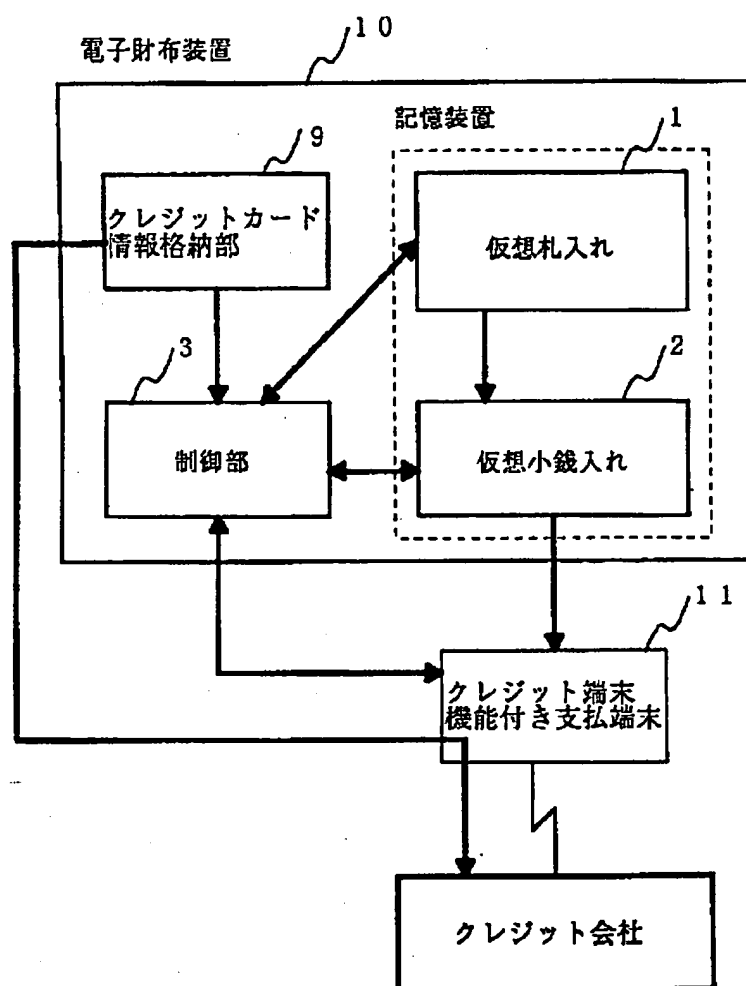 電子財布装置
１０
記憶装置
９
１
クレジットカード
情報格納部
仮想札入れ
３
２
制御部
仮想小銭入れ
１１
クレジット端末
機能付き支払端末
クレジット会社